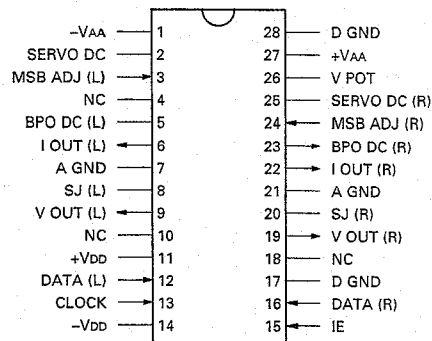 -VAA 1 28 D GND
SERVO DC 2 27 +VAA
MSB ADJ (L) 3 26 V POT
NC 4 25 SERVO DC (R)
BPO DC (L) 5 24 MSB ADJ (R)
I OUT (L) 6 23 BPO DC (R)
A GND 7 22 I OUT (R)
SJ (L) 8 21 A GND
V OUT (L) 9 20 SJ (R)
NC 10 19 V OUT (R)
+VDD 11 18 NC
DATA (L) 12 17 D GND
CLOCK 13 16 DATA (R)
-VDD 14 15 IE